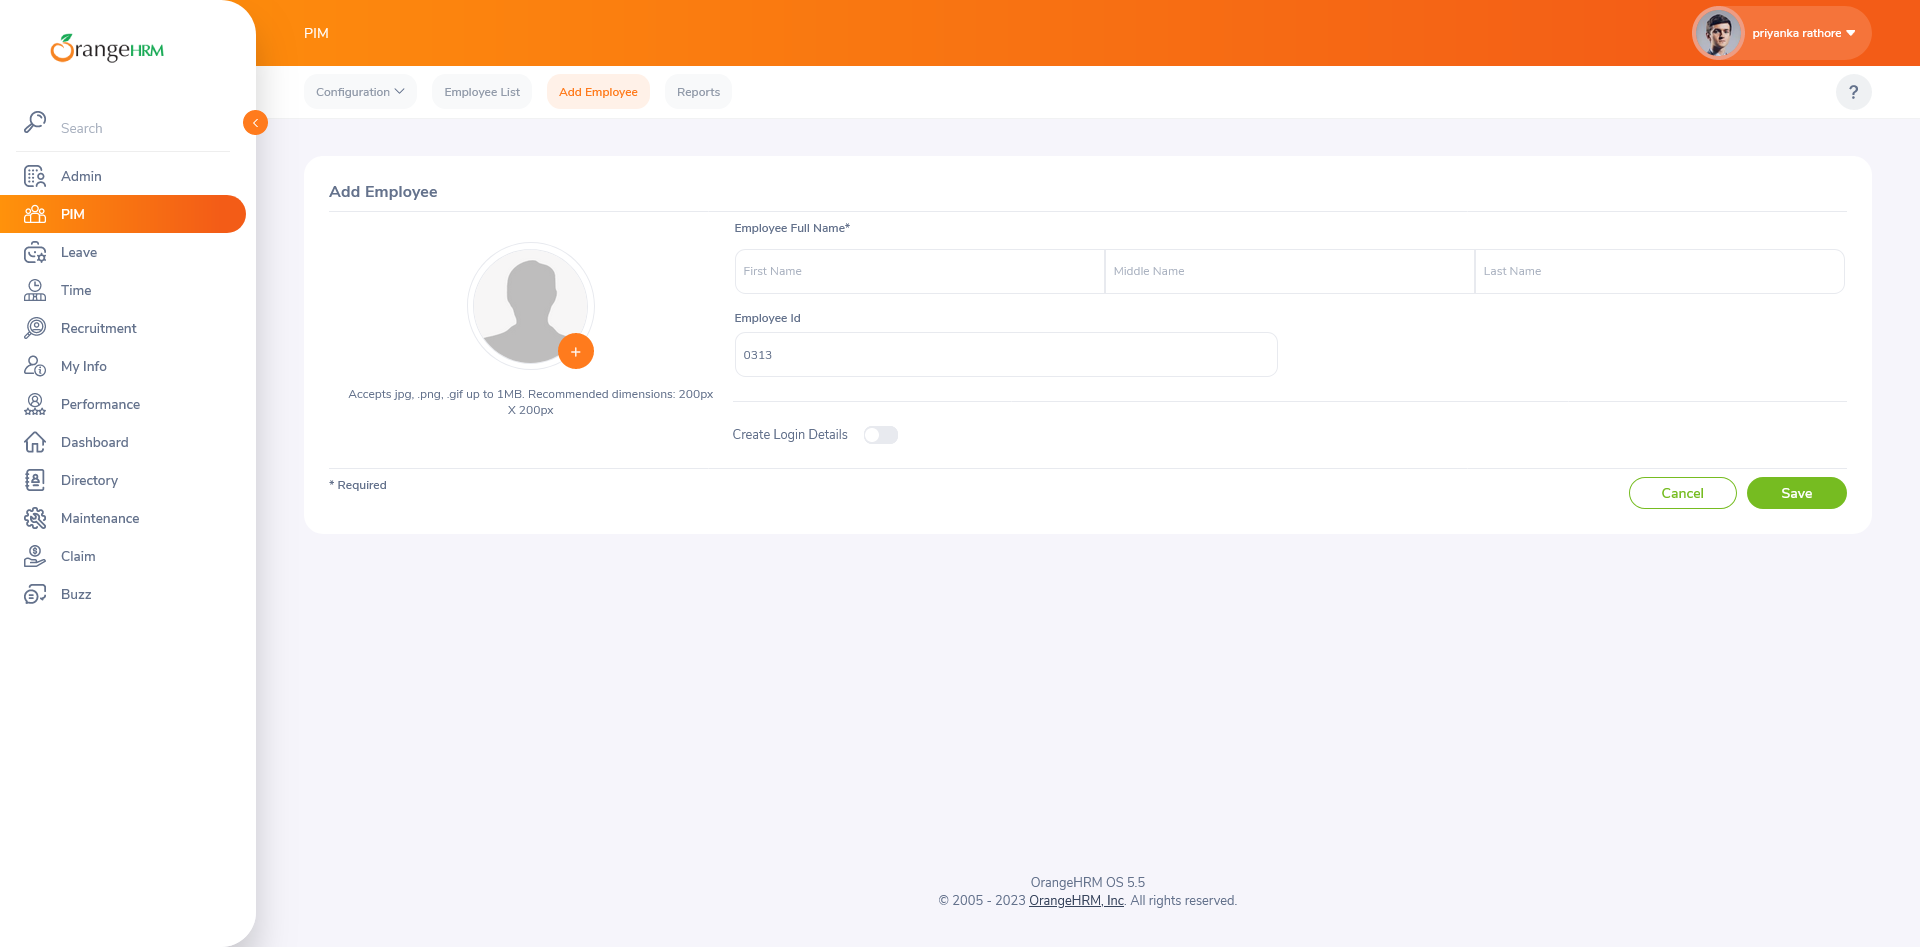 OrangeHRM
Search
Admin
PIM
Leave
Time
Recruitment
My Info
Performance
Dashboard
Directory
Maintenance
Claim
Buzz
PIM
priyanka rathore
Configuration
Employee List
Add Employee
Reports
?
Add Employee
Accepts jpg, .png, .gif up to 1MB. Recommended dimensions: 200px
X 200px
Employee Full Name*
First Name
Middle Name
Last Name
Employee Id
0313
Create Login Details
* Required
Cancel
Save
OrangeHRM OS 5.5
© 2005 - 2023 OrangeHRM, Inc. All rights reserved.